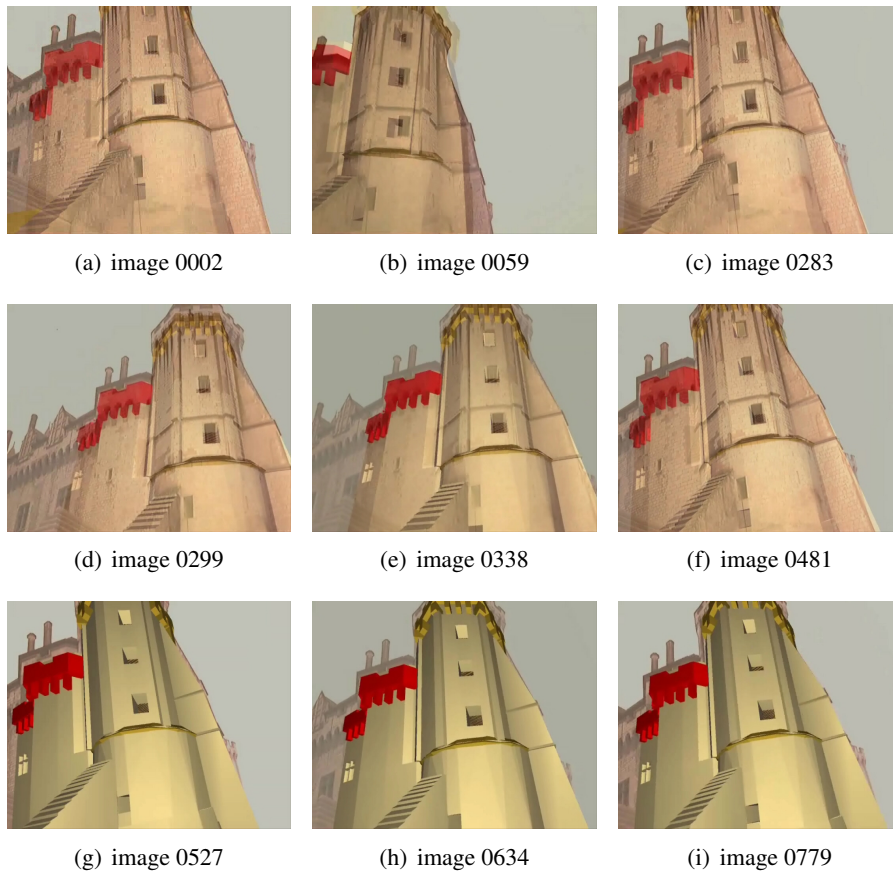 (a) image 0002
(b) image 0059
(c) image 0283
(d) image 0299
(e) image 0338
(f) image 0481
(g) image 0527
(h) image 0634
(i) image 0779